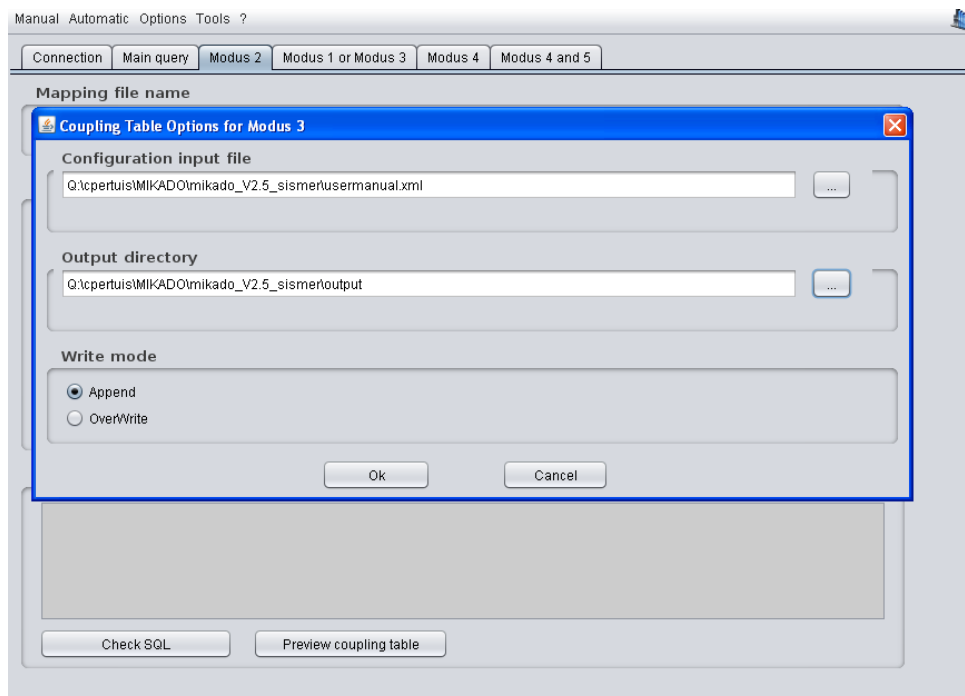 Manual Automatic Options Tools ?
Connection Main query Modus 2 Modus 1 or Modus 3 Modus 4 Modus 4 and 5
Mapping file name
Coupling Table Options for Modus 3
Configuration input file
Q:\cpertuis\MIKADO\mikado_V2.5_sismer\usermanual.xml ...
Output directory
Q:\cpertuis\MIKADO\mikado_V2.5_sismer\output ...
Write mode
Append
OverWrite
Ok Cancel
Check SQL Preview coupling table